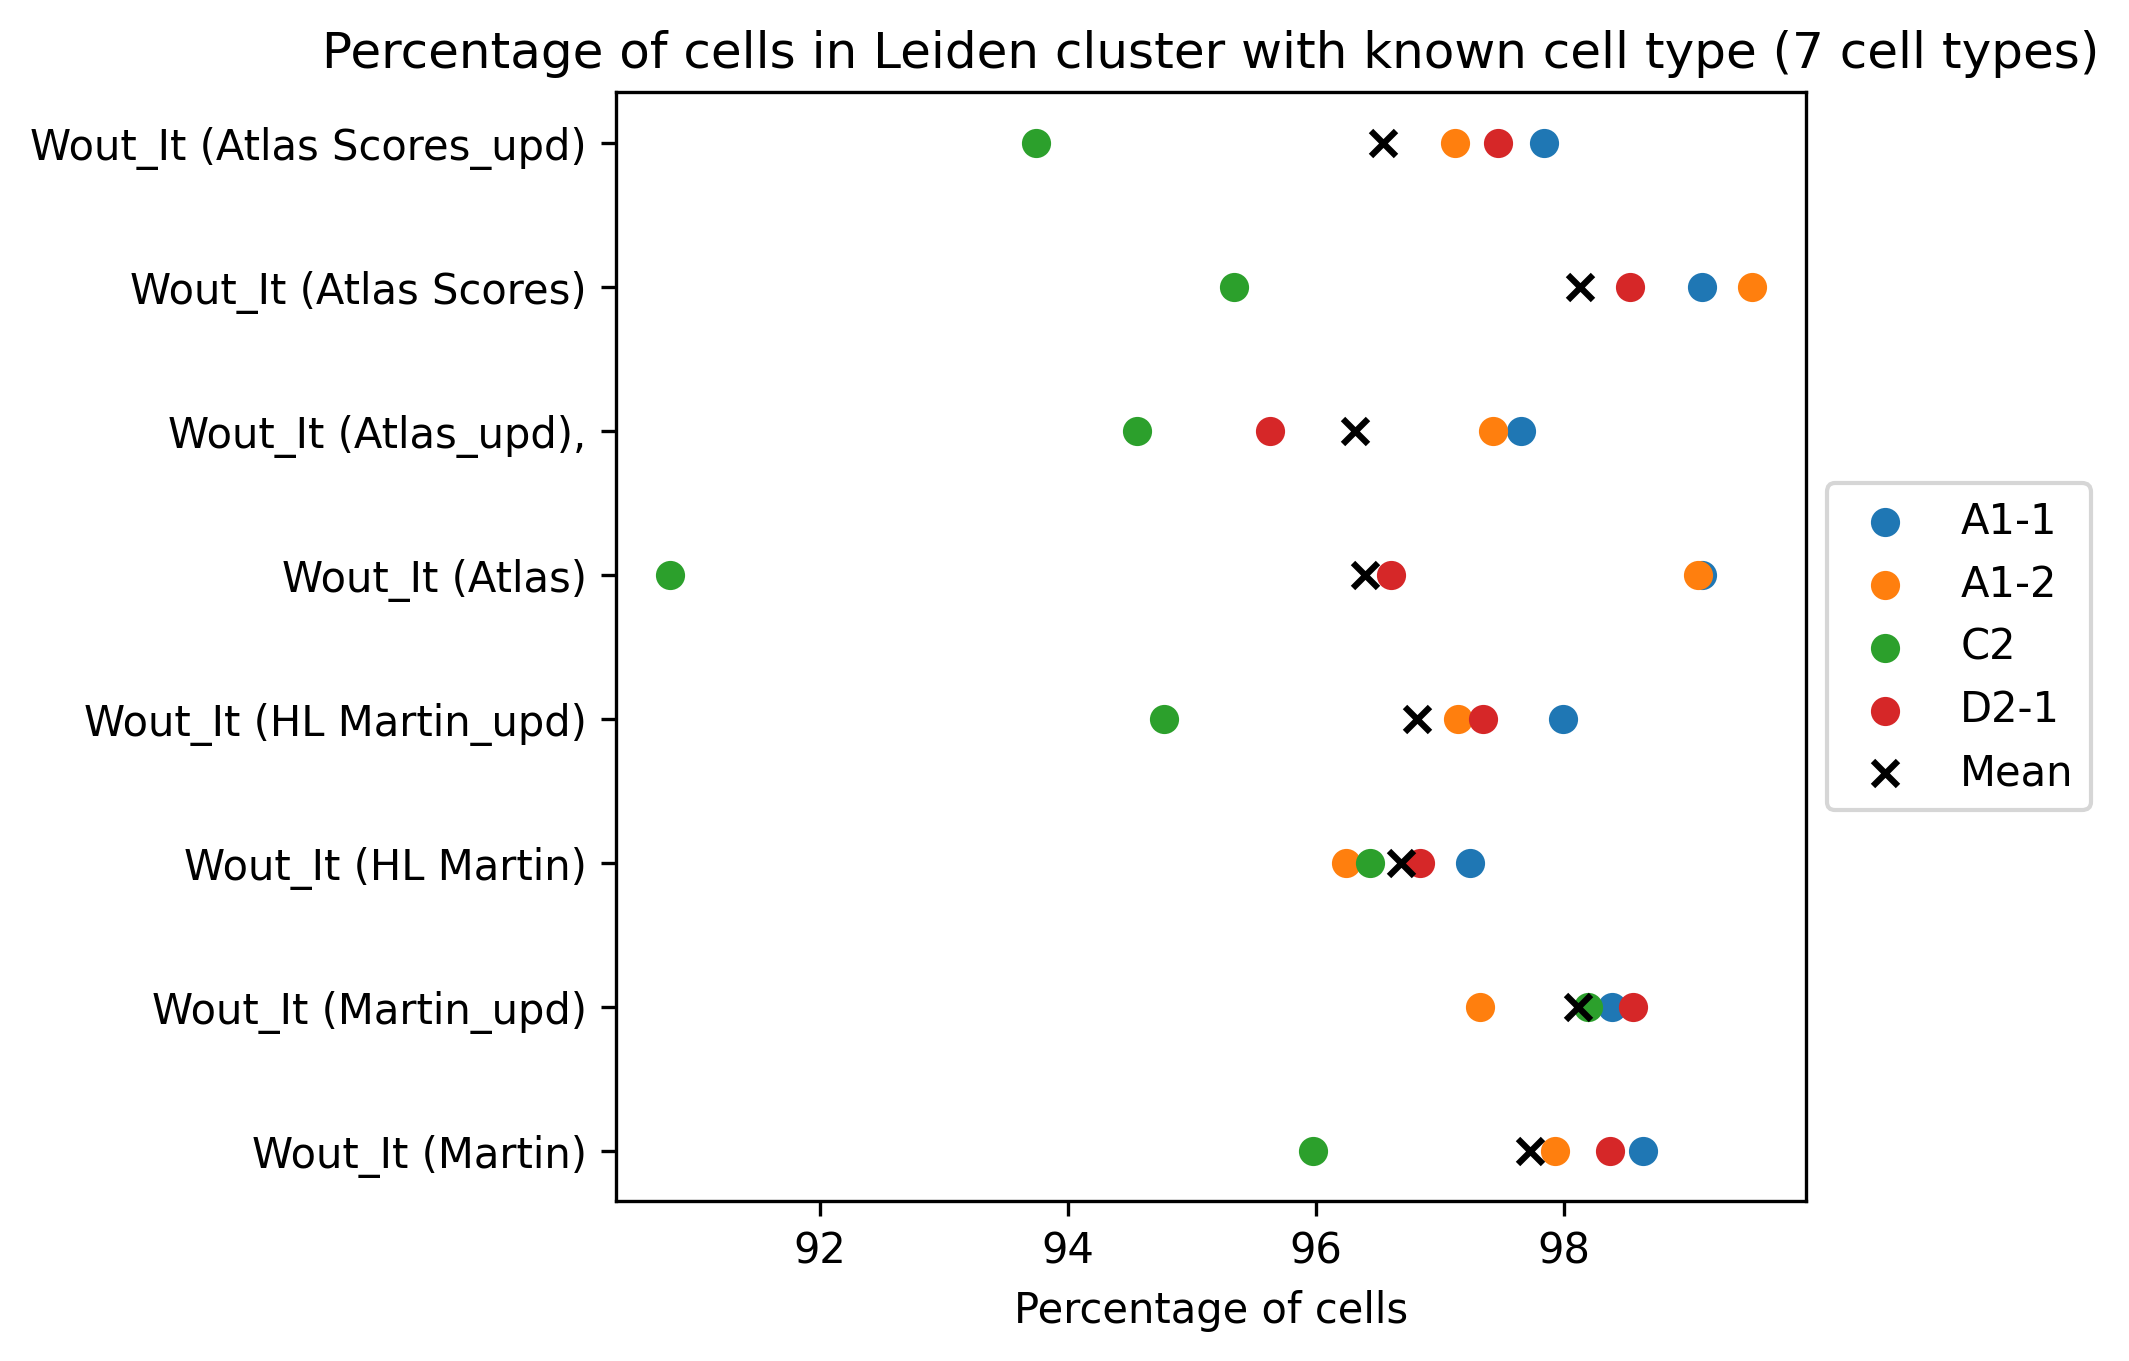 Percentage of cells in Leiden cluster with known cell type (7 cell types)
Wout_It (Atlas Scores_upd)
Wout_It (Atlas Scores)
Wout_It (Atlas_upd),
Wout_It (Atlas)
Wout_It (HL Martin_upd)
Wout_It (HL Martin)
Wout_It (Martin_upd)
Wout_It (Martin)
92 94 96 98
Percentage of cells
A1-1
A1-2
C2
D2-1
Mean